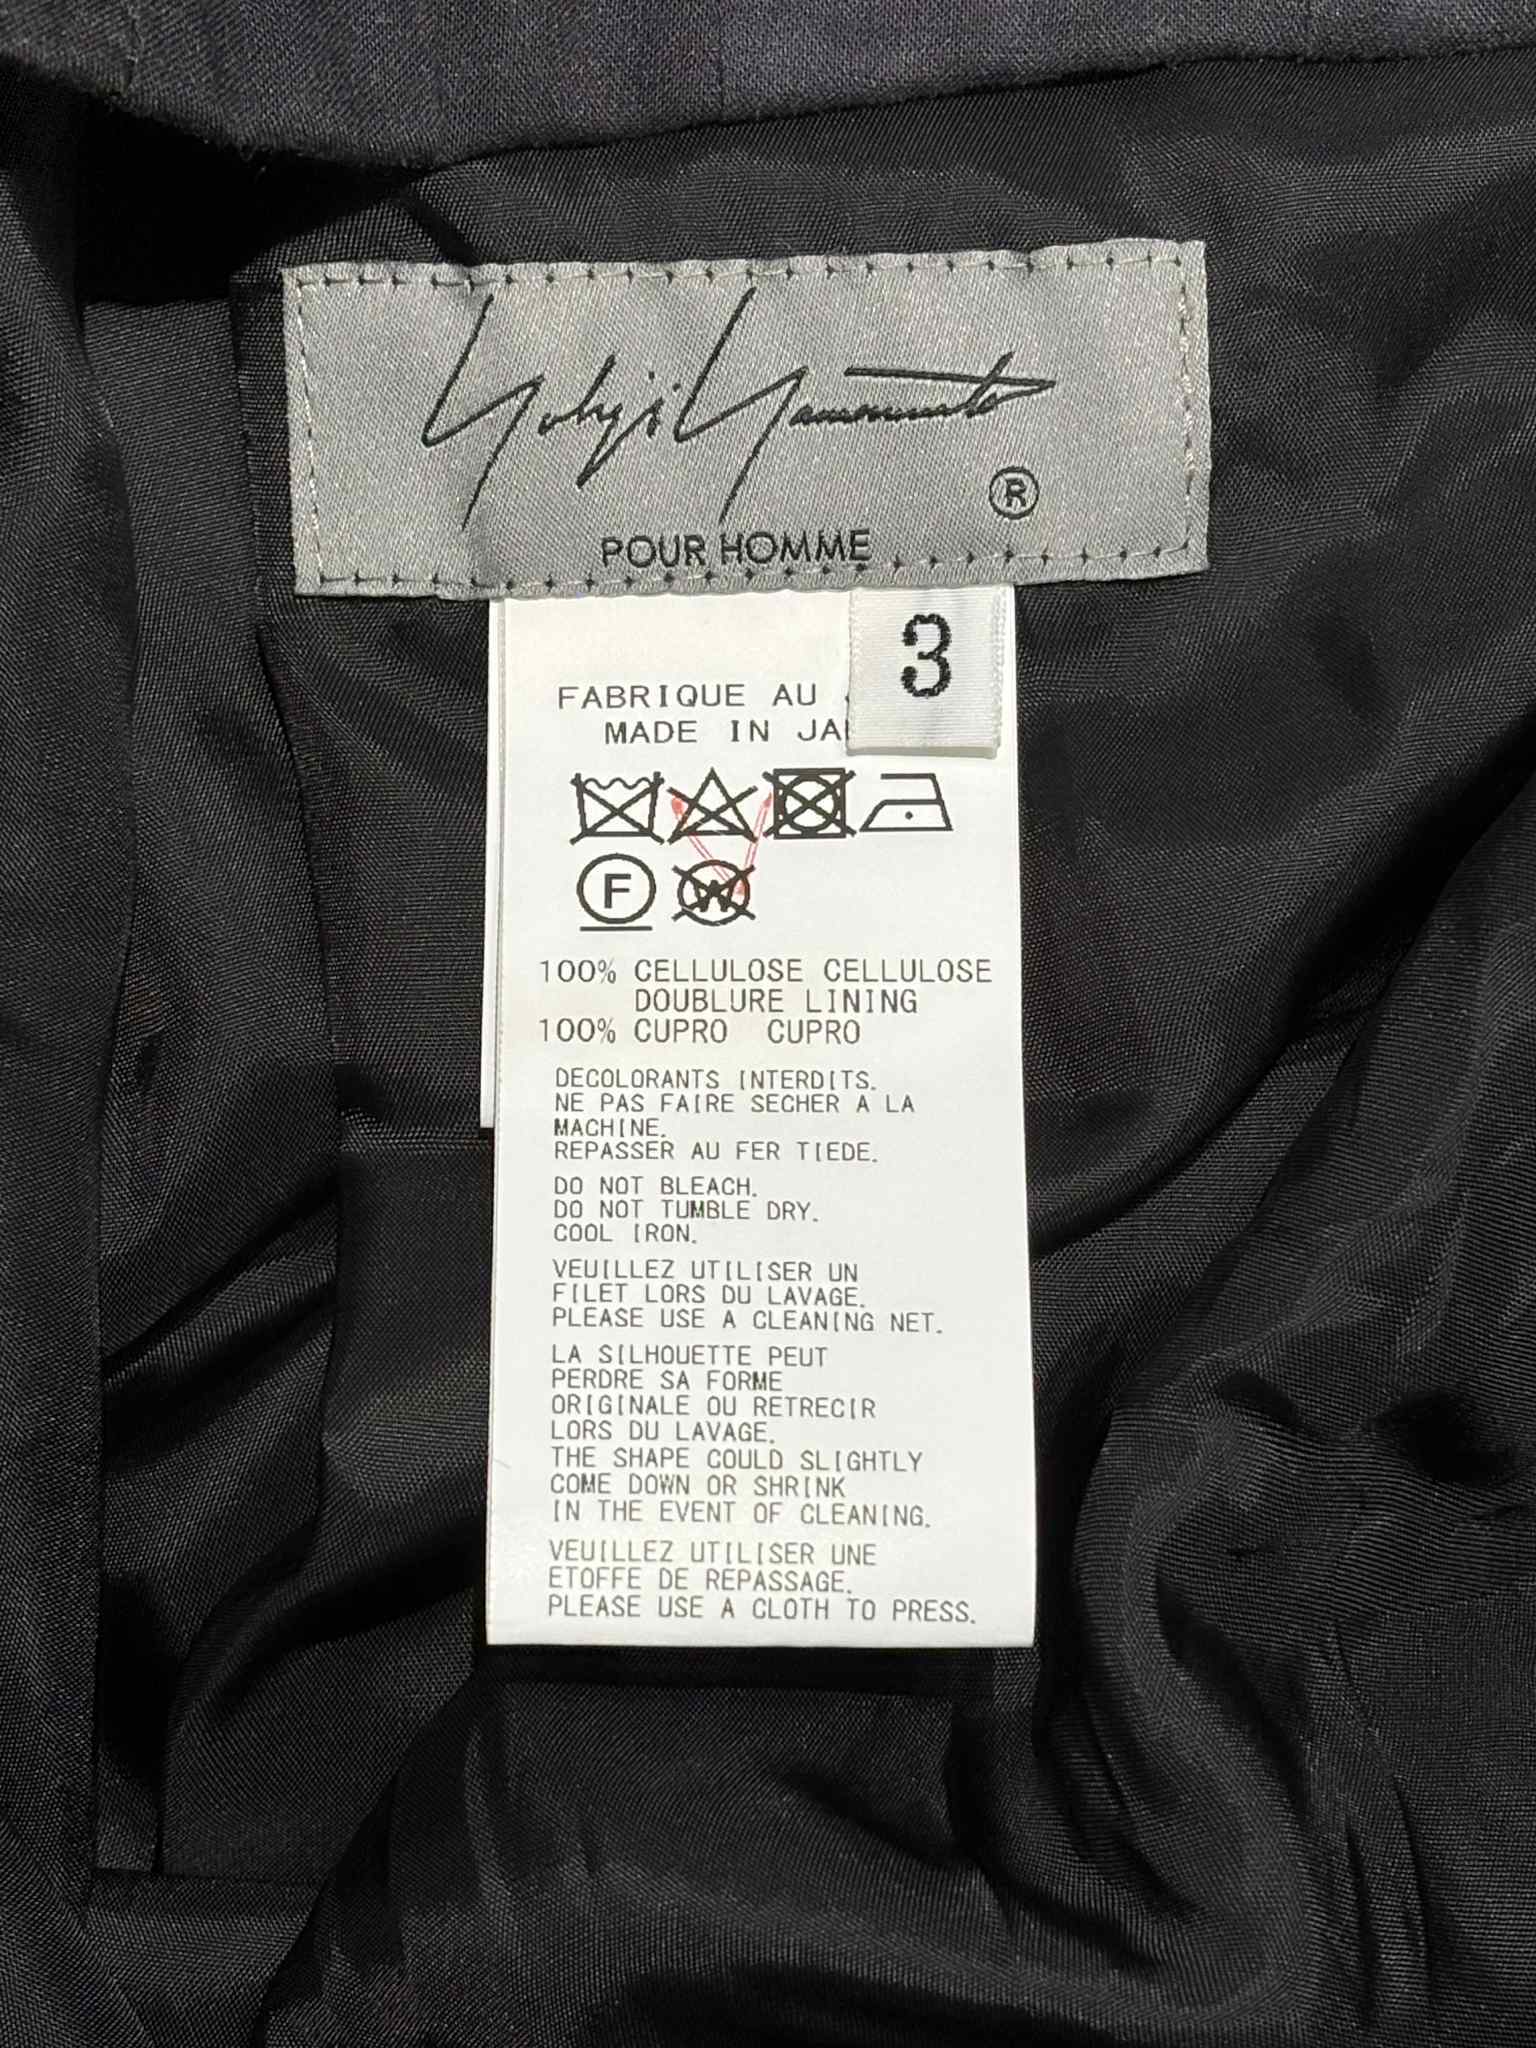 Yohji Yamamoto
®
POUR HOMME
3
FABRIQUE AU
MADE IN JA
F
W
100% CELLULOSE CELLULOSE
DOUBLURE LINING
100% CUPRO CUPRO
DECOLORANTS INTERDITS.
NE PAS FAIRE SECHER A LA
MACHINE.
REPASSER AU FER TIEDE.
DO NOT BLEACH.
DO NOT TUMBLE DRY.
COOL IRON.
VEUILLEZ UTILISER UN
FILET LORS DU LAVAGE.
PLEASE USE A CLEANING NET.
LA SILHOUETTE PEUT
PERDRE SA FORME
ORIGINALE OU RETRECIR
LORS DU LAVAGE.
THE SHAPE COULD SLIGHTLY
COME DOWN OR SHRINK
IN THE EVENT OF CLEANING.
VEUILLEZ UTILISER UNE
ETOFFE DE REPASSAGE.
PLEASE USE A CLOTH TO PRESS.